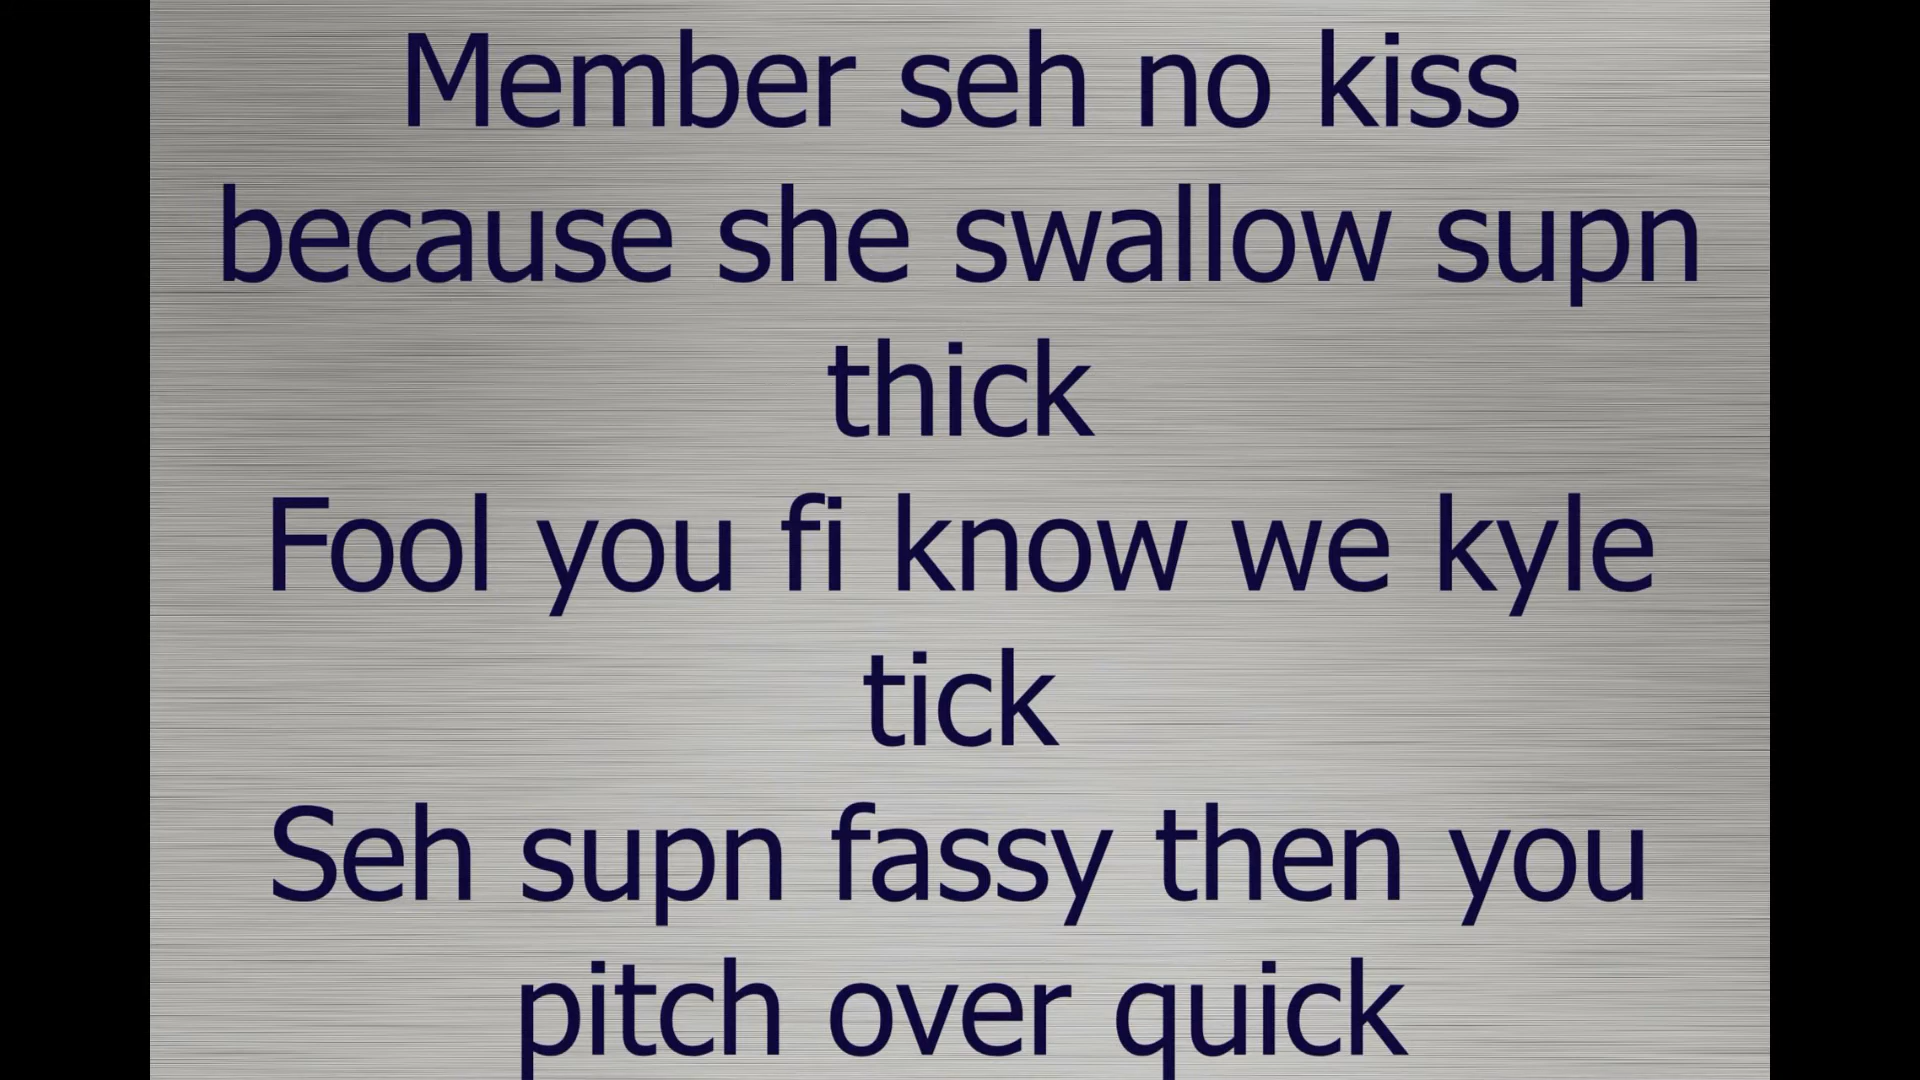 Member seh no kiss
because she swallow supn
thick
Fool you fi know we kyle
tick
Seh supn fassy then you
pitch over quick